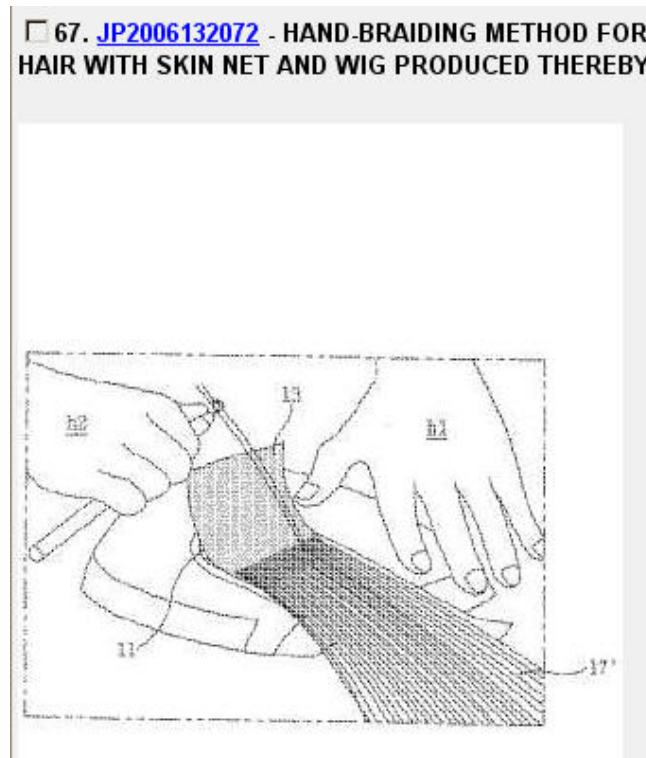 67. JP2006132072 - HAND-BRAIDING METHOD FOR
HAIR WITH SKIN NET AND WIG PRODUCED THEREBY
13
h2
h1
11
17'